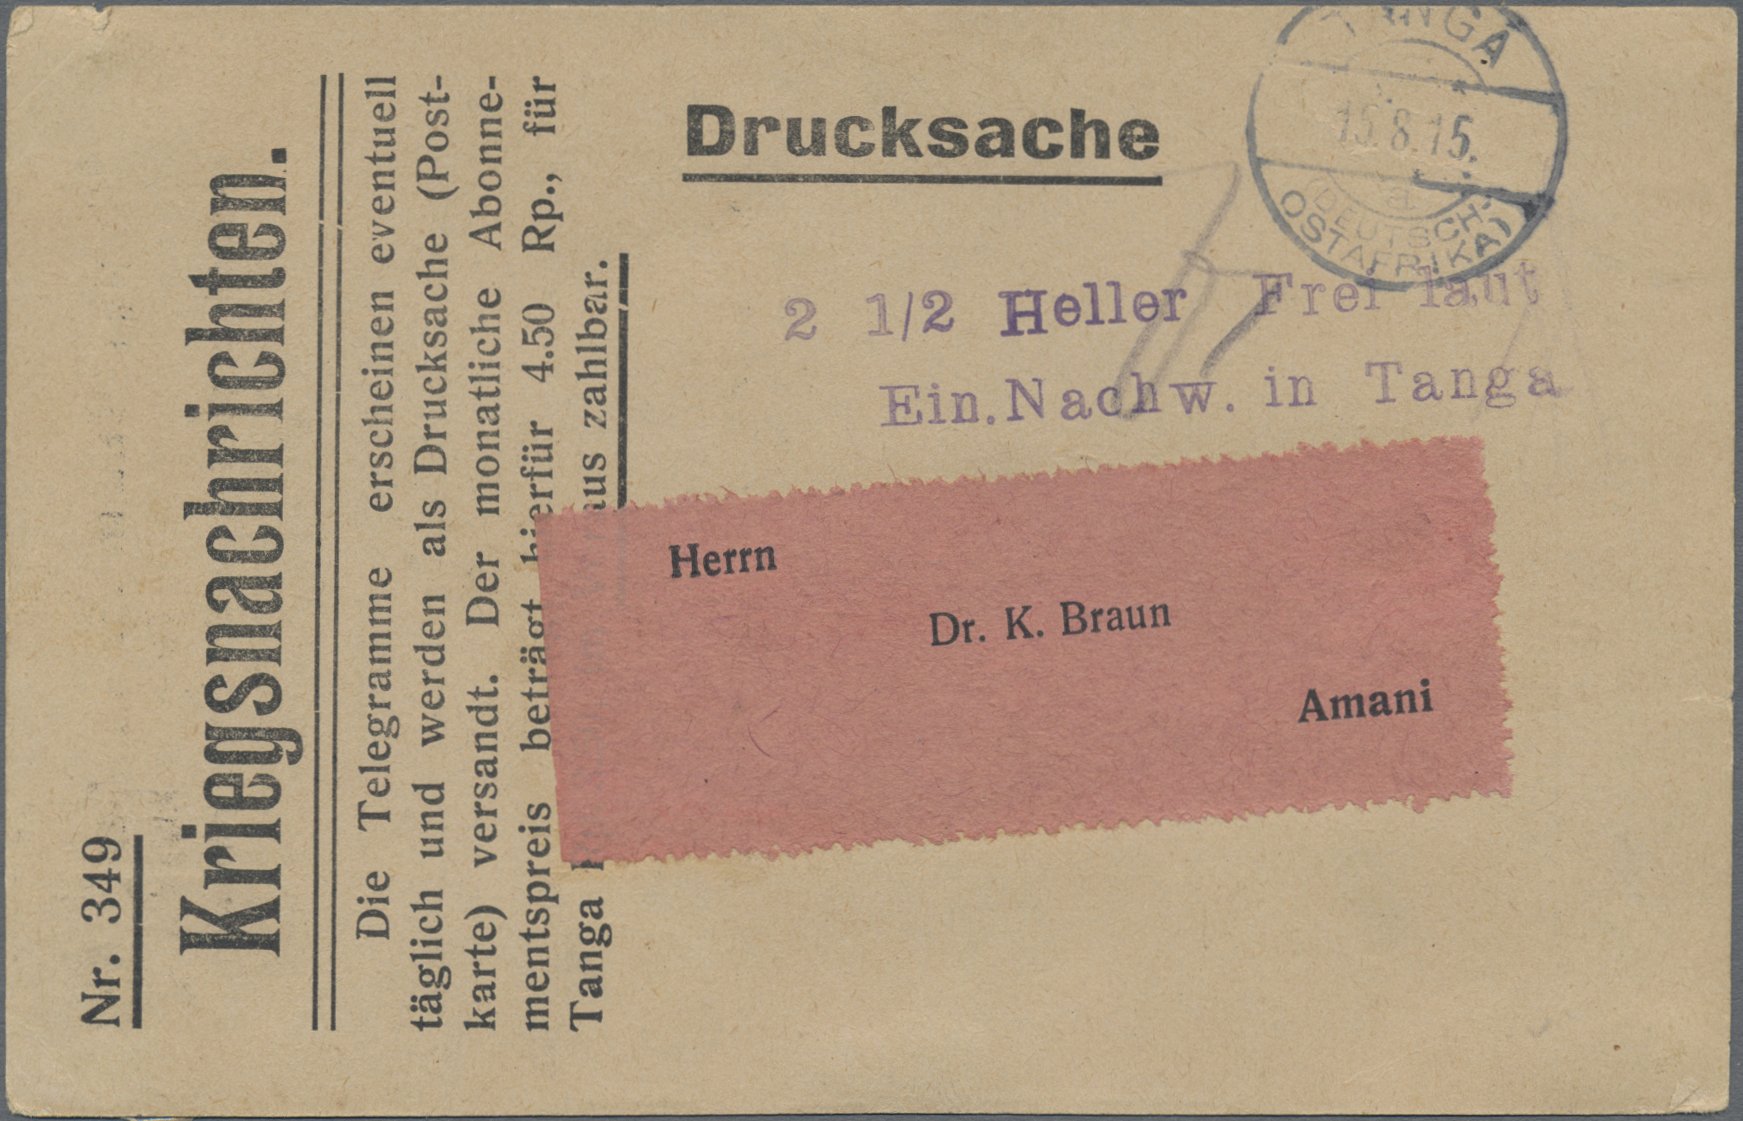 Nr. 349
Kriegsnachrichten.
Die Telegramme erscheinen eventuell
täglich und werden als Drucksache (Post-
karte) versandt. Der monatliche Abonne-
mentspreis beträgt hierfür 4.50 Rp., für
Tanga aus zahlbar.
Drucksache
TANGA
15.8.15.
a
(DEUTSCH-
OSTAFRIKA)
2 1/2 Heller Frei laut
Ein.Nachw. in Tanga
Herrn
Dr. K. Braun
Amani